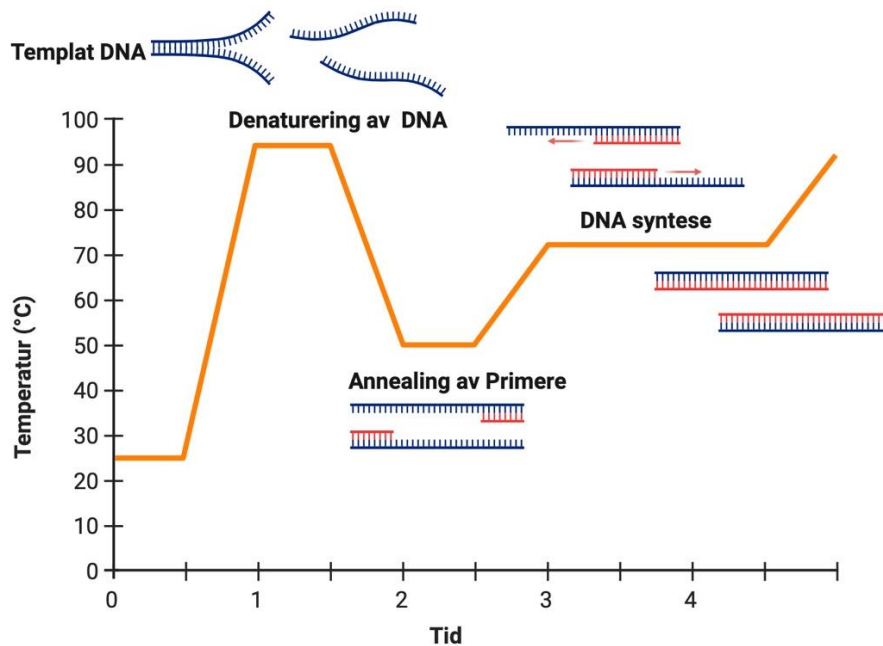 Templat DNA
Denaturering av  DNA
DNA syntese
Annealing av Primere
Temperatur (°C)
100
90
80
70
60
50
40
30
20
10
0
0 1 2 3 4
Tid